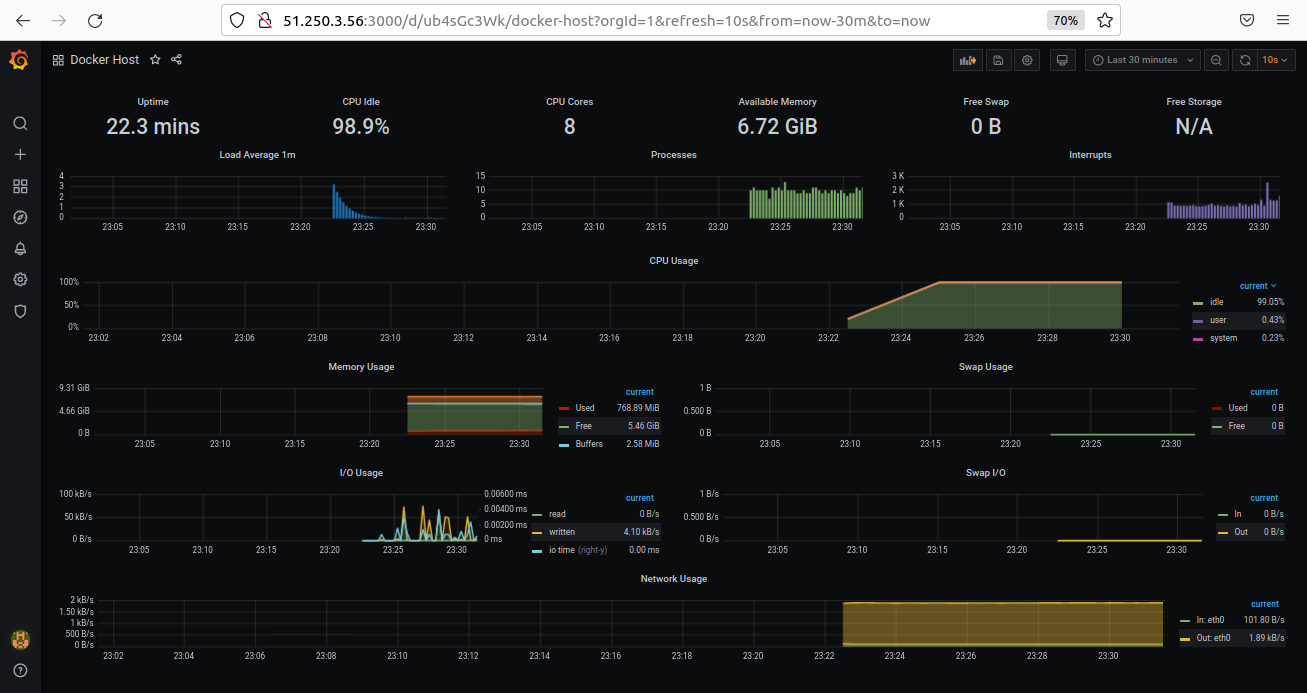 51.250.3.56:3000/d/ub4sGc3Wk/docker-host?orgId=1&refresh=10s&from=now-30m&to=now 70%
Docker Host Last 30 minutes 10s
Uptime CPU Idle CPU Cores Available Memory Free Swap Free Storage
22.3 mins 98.9% 8 6.72 GiB 0 B N/A
Load Average 1m Processes Interrupts
4
3
2
1
0
23:05 23:10 23:15 23:20 23:25 23:30
15
10
5
0
23:05 23:10 23:15 23:20 23:25 23:30
3 K
2 K
1 K
0
23:05 23:10 23:15 23:20 23:25 23:30
CPU Usage
100%
50%
0%
23:02 23:04 23:06 23:08 23:10 23:12 23:14 23:16 23:18 23:20 23:22 23:24 23:26 23:28 23:30
current
idle 99.05%
user 0.43%
system 0.23%
Memory Usage
9.31 GiB
4.66 GiB
0 B
23:05 23:10 23:15 23:20 23:25 23:30
current
Used 768.89 MiB
Free 5.46 GiB
Buffers 2.58 MiB
Swap Usage
1 B
0.500 B
0 B
23:05 23:10 23:15 23:20 23:25 23:30
current
Used 0 B
Free 0 B
I/O Usage
100 kB/s
50 kB/s
0 B/s
23:05 23:10 23:15 23:20 23:25 23:30
0.00600 ms
0.00400 ms
0.00200 ms
0 ms
current
read 0 B/s
written 4.10 kB/s
io time (right-y) 0.00 ms
Swap I/O
1 B/s
0.500 B/s
0 B/s
23:05 23:10 23:15 23:20 23:25 23:30
current
In 0 B/s
Out 0 B/s
Network Usage
2 kB/s
1.50 kB/s
1 kB/s
500 B/s
0 B/s
23:02 23:04 23:06 23:08 23:10 23:12 23:14 23:16 23:18 23:20 23:22 23:24 23:26 23:28 23:30
current
In: eth0 101.80 B/s
Out: eth0 1.89 kB/s